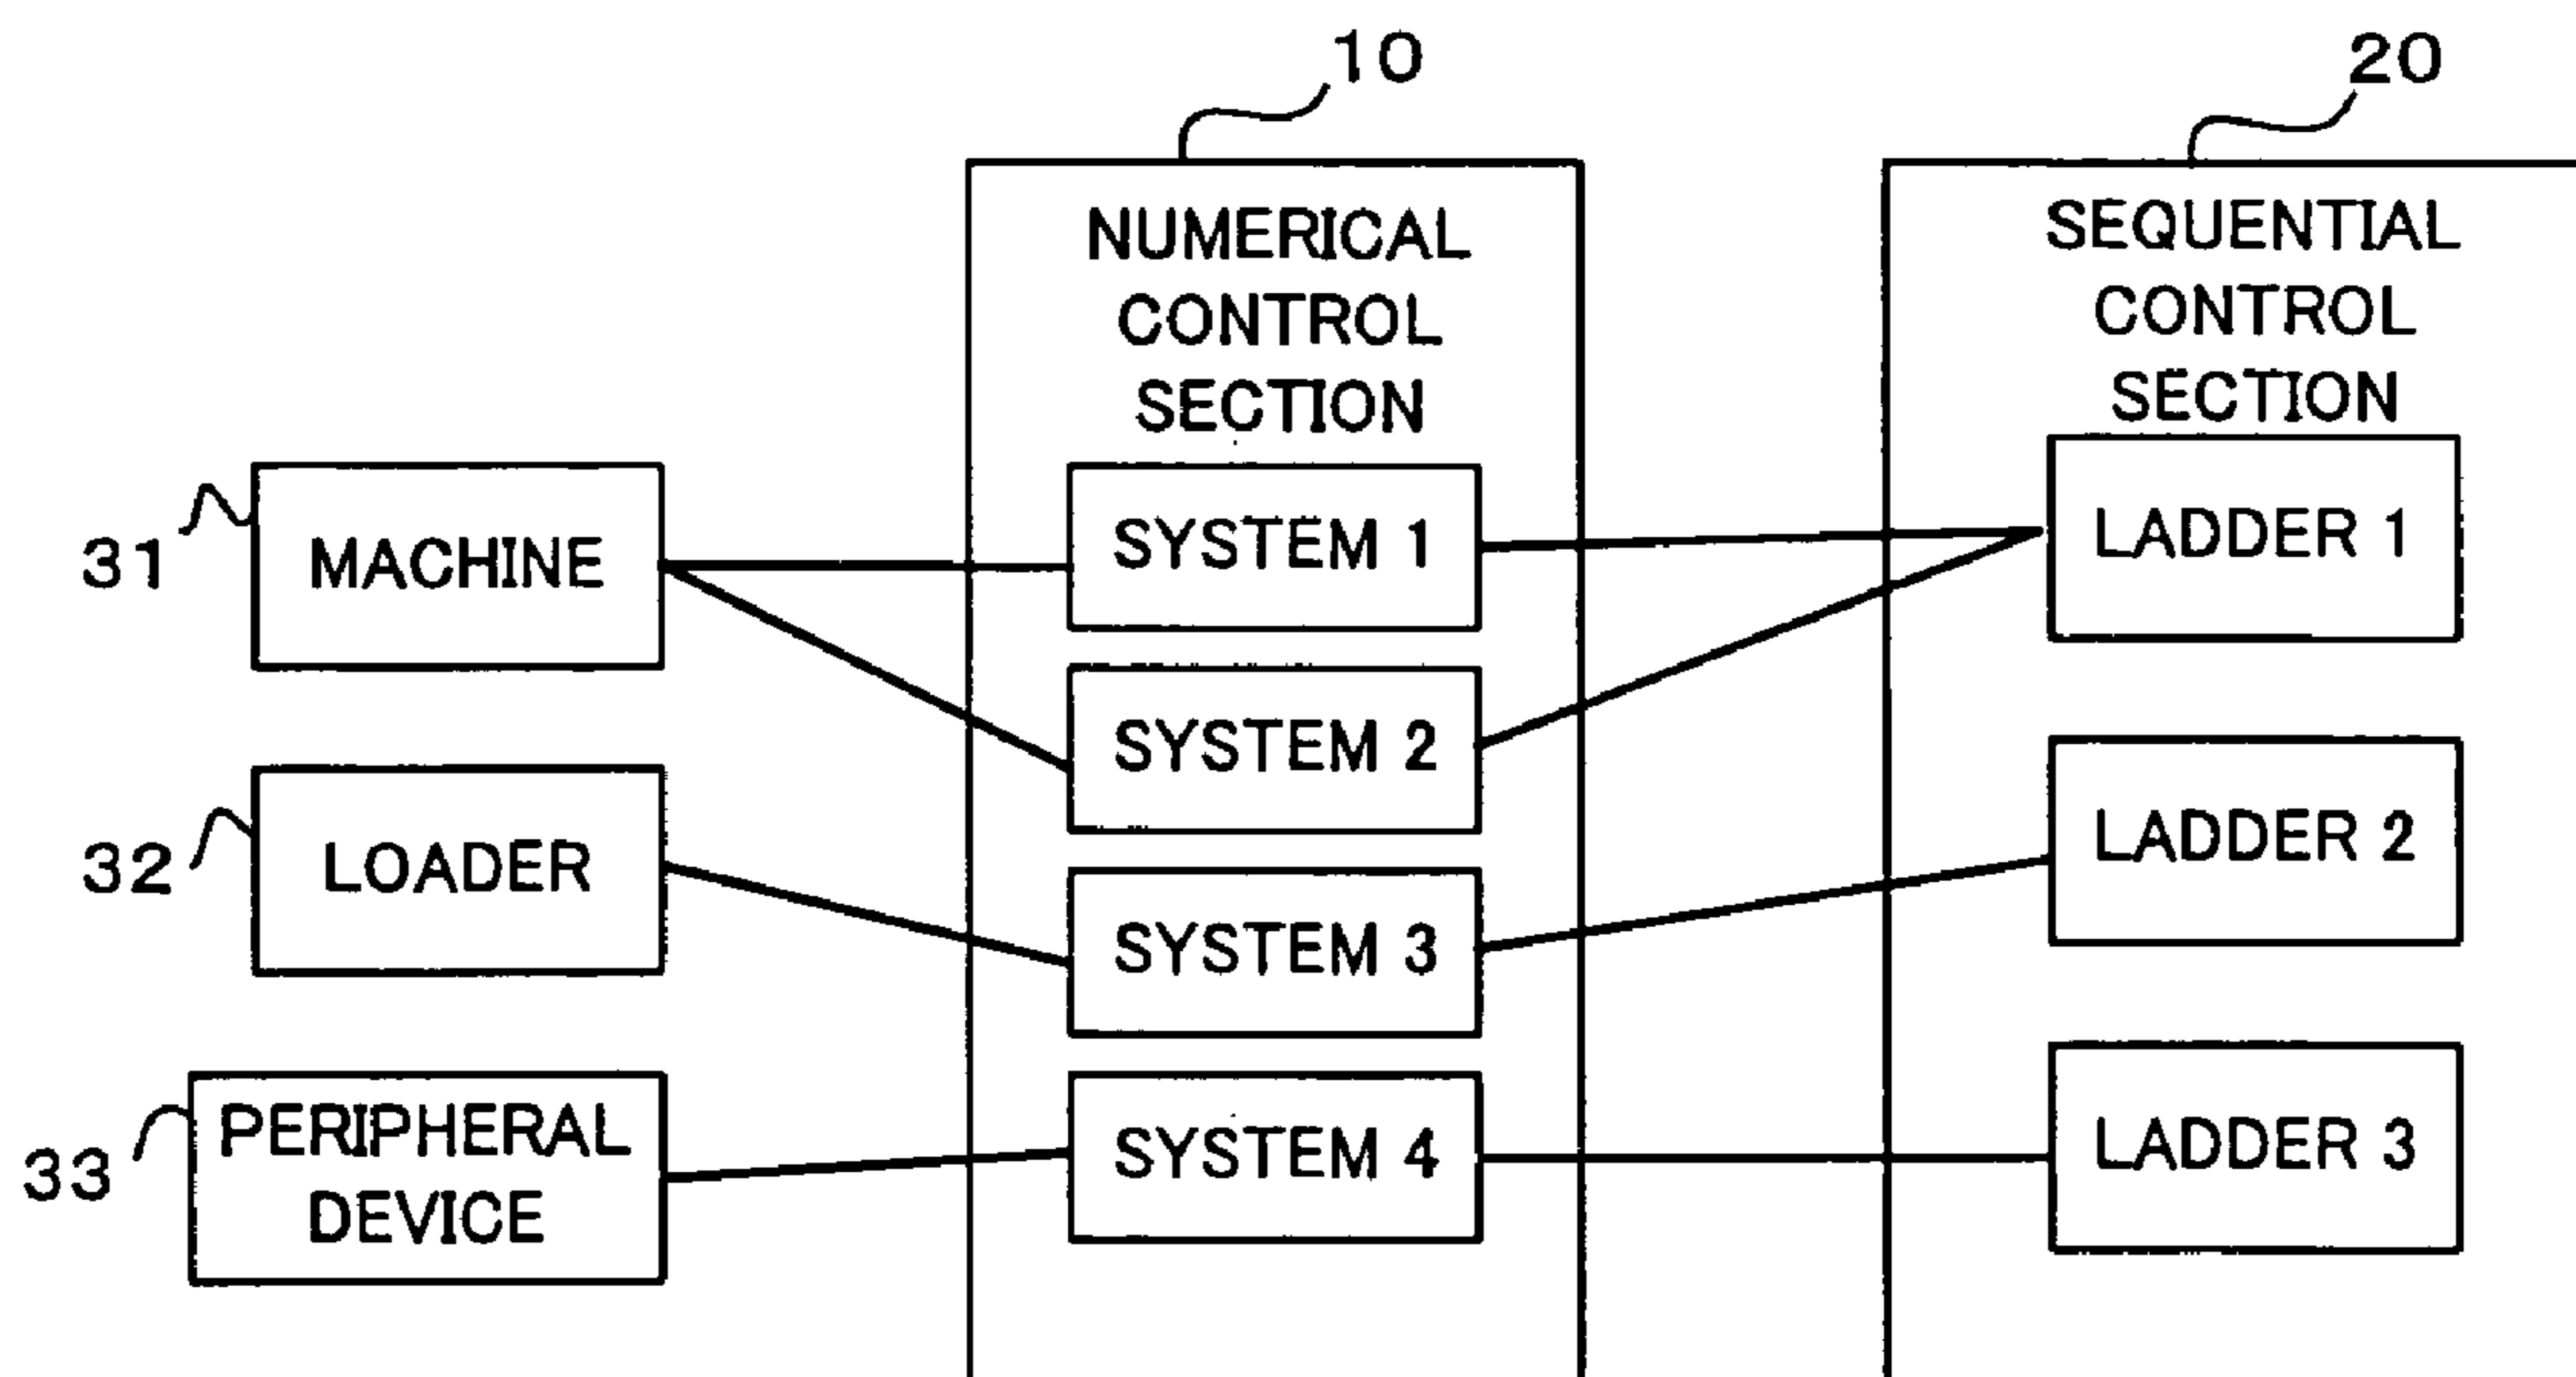 10
20
NUMERICAL
CONTROL
SECTION
SEQUENTIAL
CONTROL
SECTION
31
MACHINE
SYSTEM 1
LADDER 1
SYSTEM 2
32
LOADER
SYSTEM 3
LADDER 2
33
PERIPHERAL
DEVICE
SYSTEM 4
LADDER 3